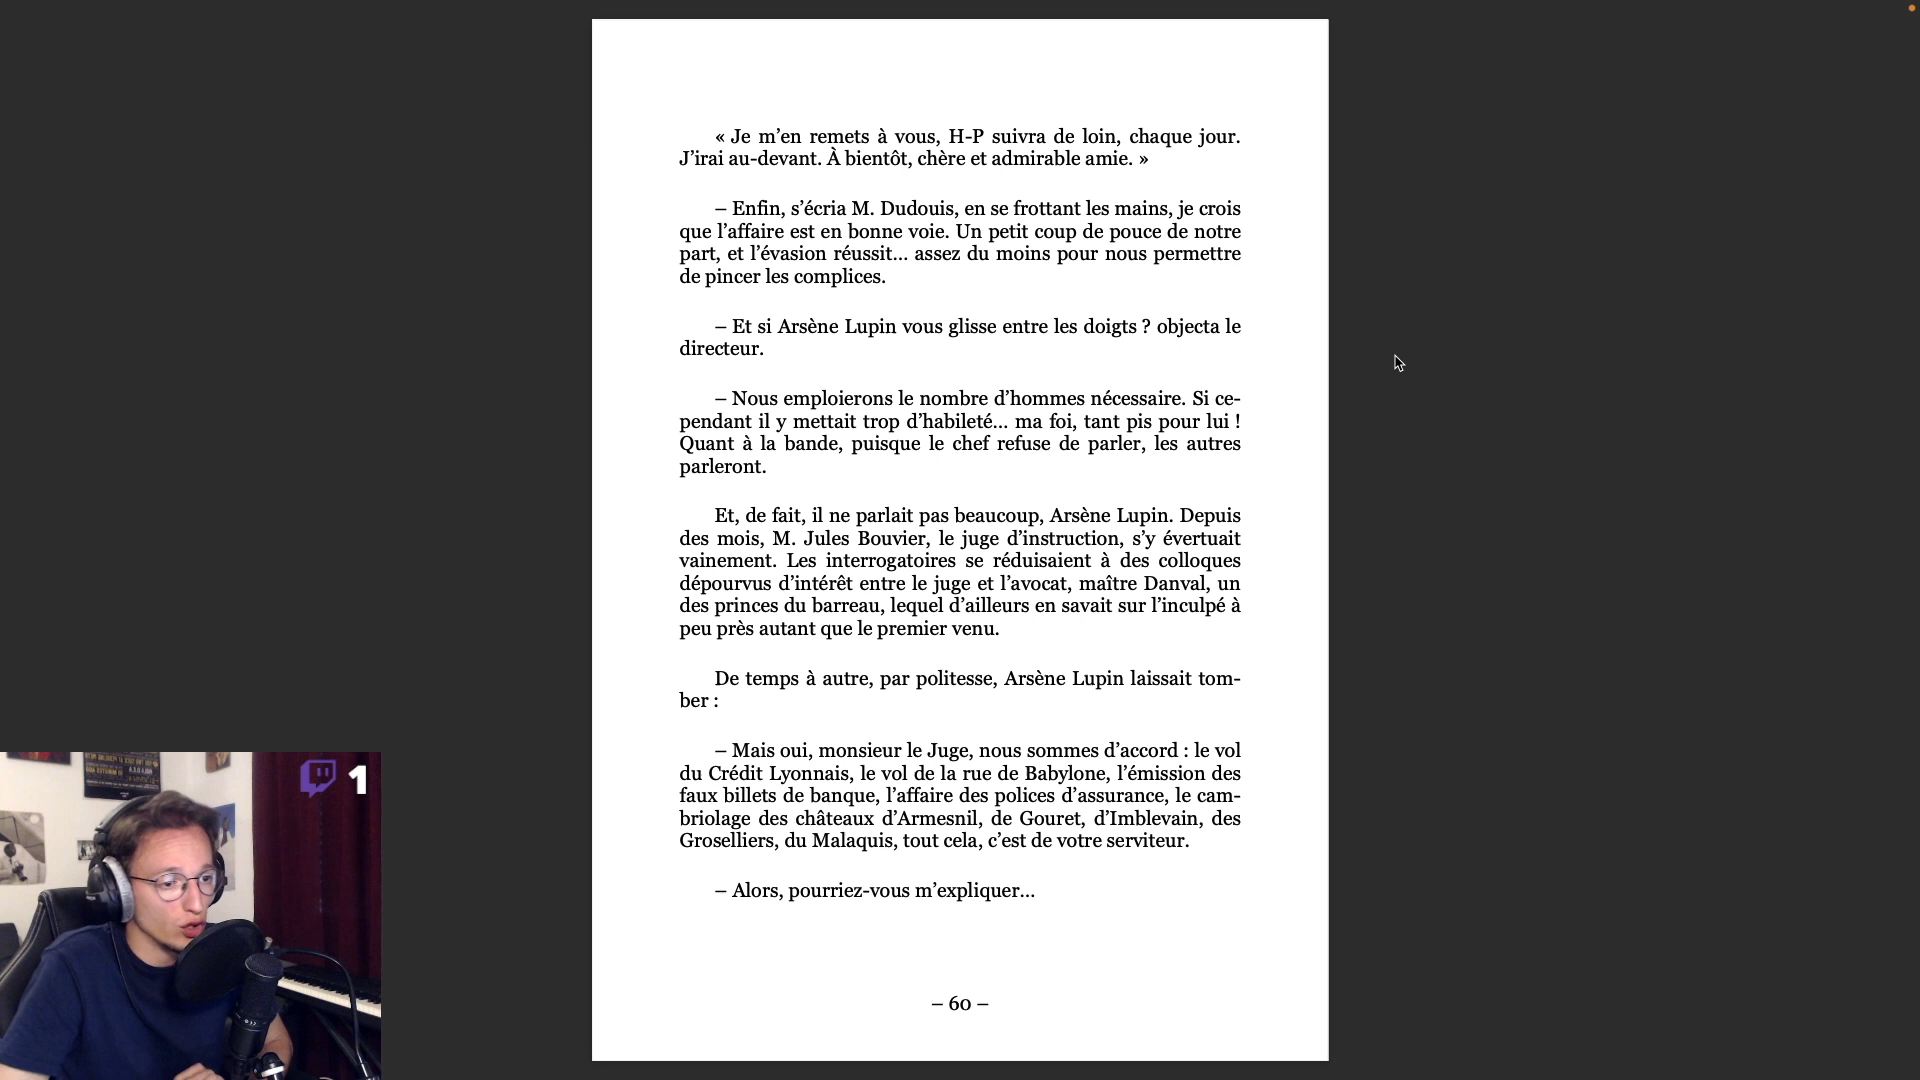 « Je m’en remets à vous, H-P suivra de loin, chaque jour.
J’irai au-devant. À bientôt, chère et admirable amie. »
– Enfin, s’écria M. Dudouis, en se frottant les mains, je crois
que l’affaire est en bonne voie. Un petit coup de pouce de notre
part, et l’évasion réussit… assez du moins pour nous permettre
de pincer les complices.
– Et si Arsène Lupin vous glisse entre les doigts ? objecta le
directeur.
– Nous emploierons le nombre d’hommes nécessaire. Si ce-
pendant il y mettait trop d’habileté… ma foi, tant pis pour lui !
Quant à la bande, puisque le chef refuse de parler, les autres
parleront.
Et, de fait, il ne parlait pas beaucoup, Arsène Lupin. Depuis
des mois, M. Jules Bouvier, le juge d’instruction, s’y évertuait
vainement. Les interrogatoires se réduisaient à des colloques
dépourvus d’intérêt entre le juge et l’avocat, maître Danval, un
des princes du barreau, lequel d’ailleurs en savait sur l’inculpé à
peu près autant que le premier venu.
De temps à autre, par politesse, Arsène Lupin laissait tom-
ber :
– Mais oui, monsieur le Juge, nous sommes d’accord : le vol
du Crédit Lyonnais, le vol de la rue de Babylone, l’émission des
faux billets de banque, l’affaire des polices d’assurance, le cam-
briolage des châteaux d’Armesnil, de Gouret, d’Imblevain, des
Groselliers, du Malaquis, tout cela, c’est de votre serviteur.
– Alors, pourriez-vous m’expliquer…
– 60 –
1